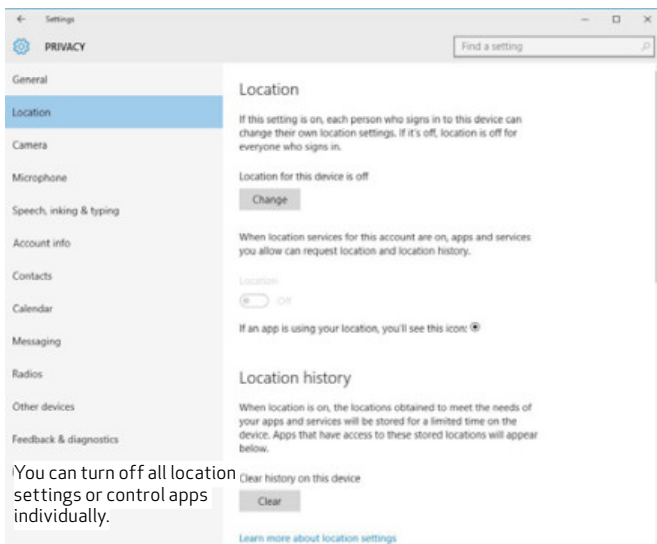 Settings
PRIVACY
Find a setting
General
Location
Camera
Microphone
Speech, inking & typing
Account info
Contacts
Calendar
Messaging
Radios
Other devices
Feedback & diagnostics
You can turn off all location
settings or control apps
individually.
Location
If this setting is on, each person who signs in to this device can
change their own location settings. If it's off, location is off for
everyone who signs in.
Location for this device is off
Change
When location services for this account are on, apps and services
you allow can request location and location history.
Location
Off
If an app is using your location, you'll see this icon:
Location history
When location is on, the locations obtained to meet the needs of
your apps and services will be stored for a limited time on the
device. Apps that have access to these stored locations will appear
below.
Clear history on this device
Clear
Learn more about location settings